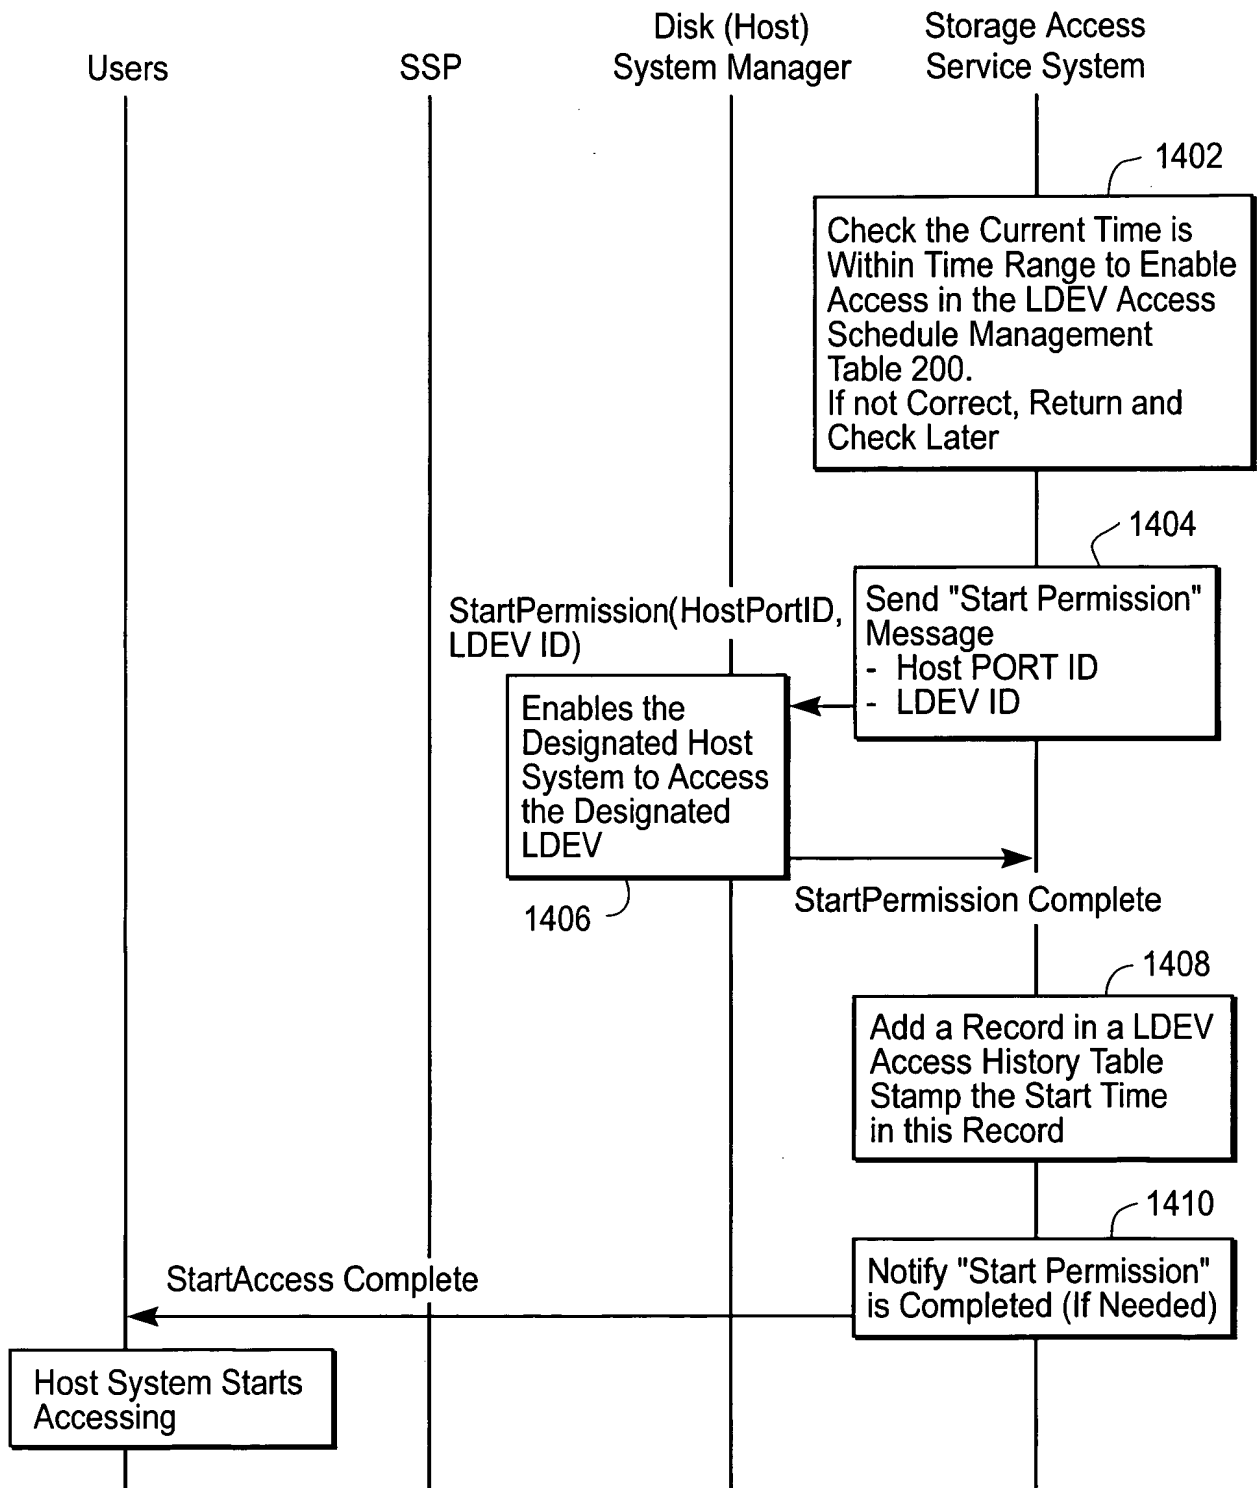 Users
SSP
Disk (Host)
System Manager
Storage Access
Service System
1402
Check the Current Time is
Within Time Range to Enable
Access in the LDEV Access
Schedule Management
Table 200.
If not Correct, Return and
Check Later
1404
StartPermission(HostPortID,
LDEV ID)
Send "Start Permission"
Message
- Host PORT ID
- LDEV ID
Enables the
Designated Host
System to Access
the Designated
LDEV
1406
StartPermission Complete
1408
Add a Record in a LDEV
Access History Table
Stamp the Start Time
in this Record
1410
StartAccess Complete
Notify "Start Permission"
is Completed (If Needed)
Host System Starts
Accessing